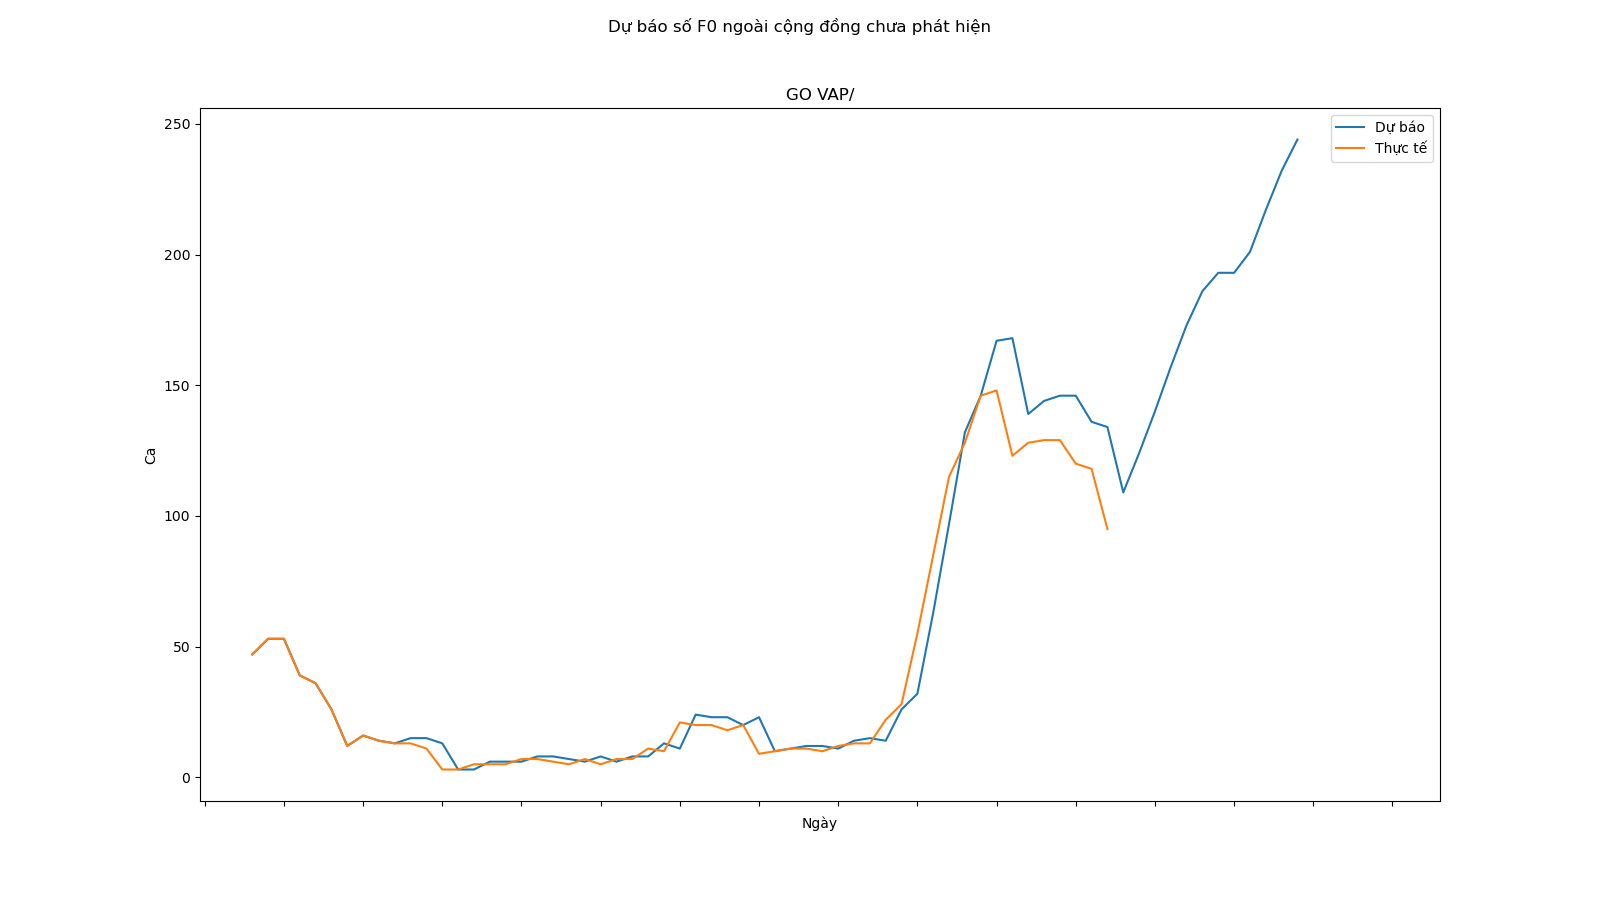 Dự báo số F0 ngoài cộng đồng chưa phát hiện
GO VAP/
250
200
150
100
50
0
Ca
Ngày
Dự báo
Thực tế